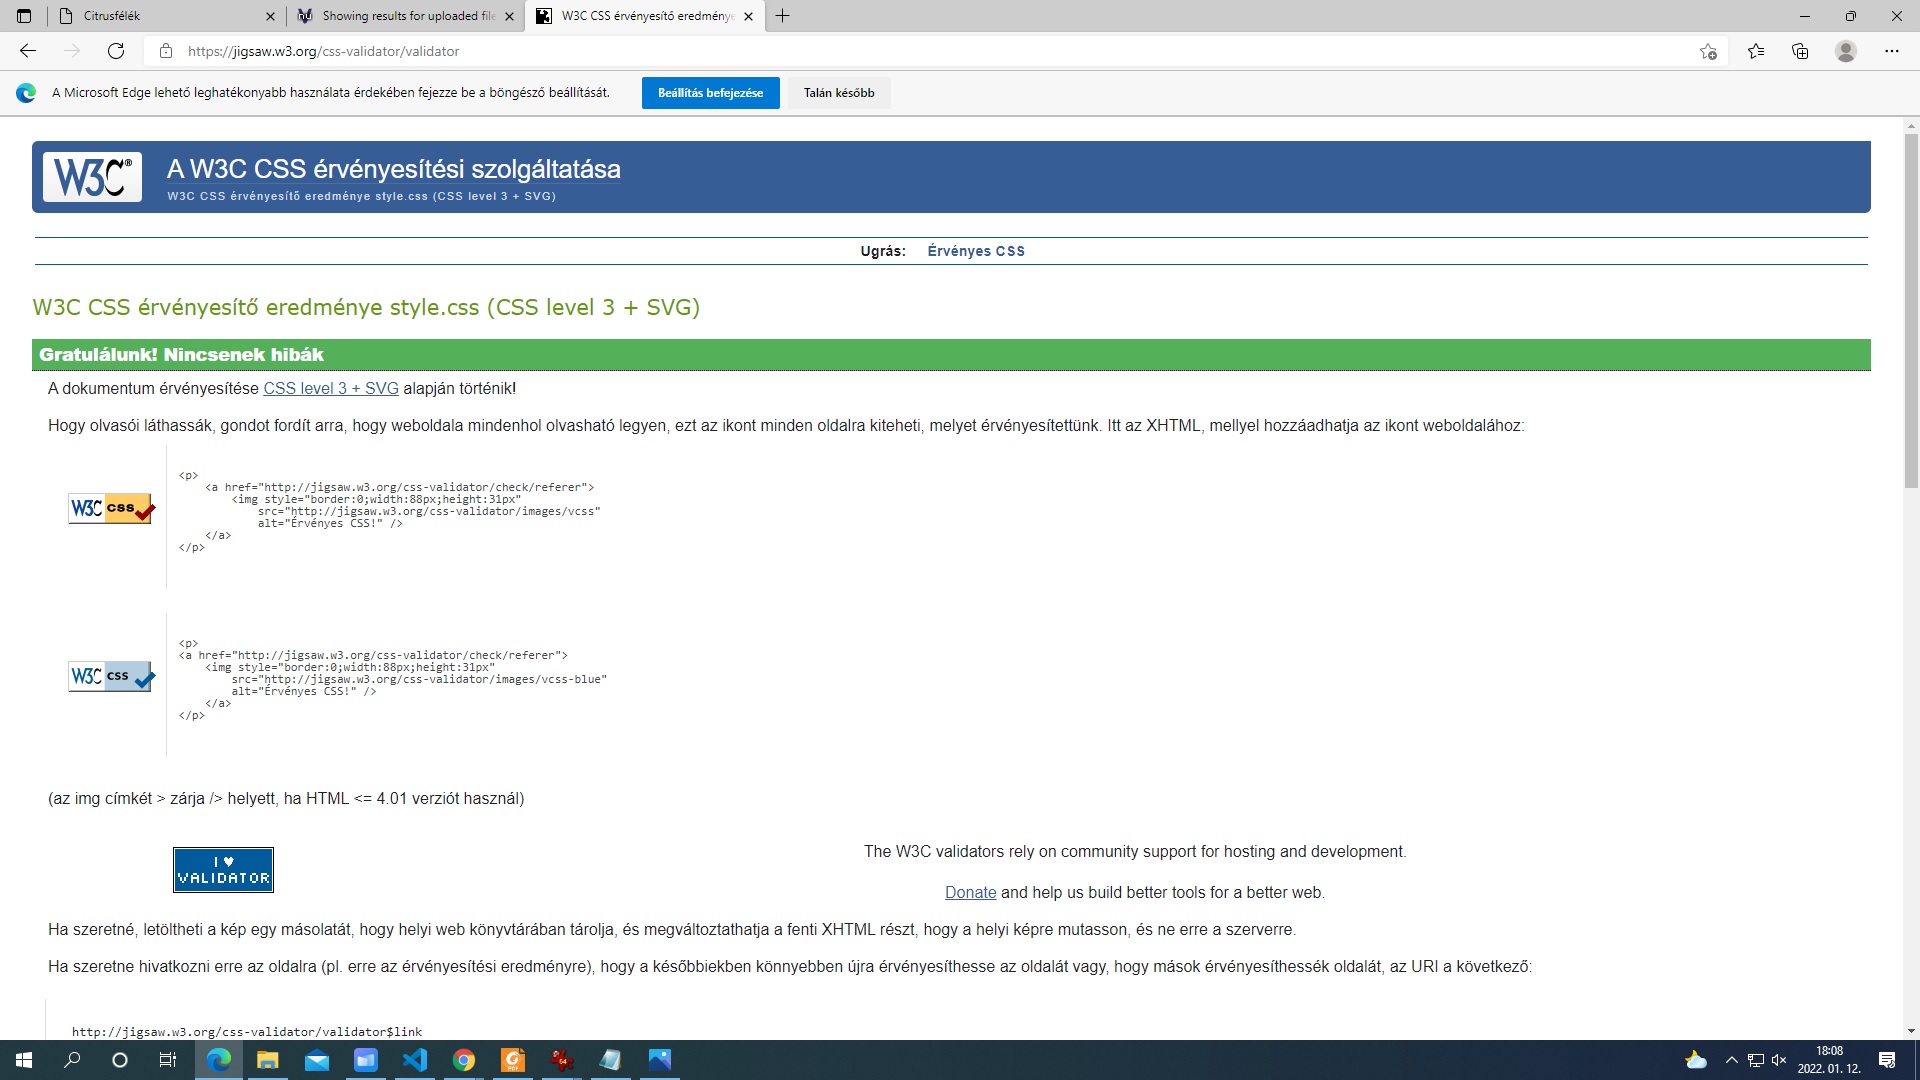 Citrusfélék
Showing results for uploaded file
W3C CSS érvényesítő eredménye
https://jigsaw.w3.org/css-validator/validator
A Microsoft Edge lehető leghatékonyabb használata érdekében fejezze be a böngésző beállítását.
Beállítás befejezése
Talán később
W3C®
A W3C CSS érvényesítési szolgáltatása
W3C CSS érvényesítő eredménye style.css (CSS level 3 + SVG)
Ugrás: Érvényes CSS
W3C CSS érvényesítő eredménye style.css (CSS level 3 + SVG)
Gratulálunk! Nincsenek hibák
A dokumentum érvényesítése CSS level 3 + SVG alapján történik!
Hogy olvasói láthassák, gondot fordít arra, hogy weboldala mindenhol olvasható legyen, ezt az ikont minden oldalra kiteheti, melyet érvényesítettünk. Itt az XHTML, mellyel hozzáadhatja az ikont weboldalához:
W3C CSS
<p>
<a href="http://jigsaw.w3.org/css-validator/check/referer">
<img style="border:0;width:88px;height:31px"
src="http://jigsaw.w3.org/css-validator/images/vcss"
alt="Érvényes CSS!" />
</a>
</p>
W3C CSS
<p>
<a href="http://jigsaw.w3.org/css-validator/check/referer">
<img style="border:0;width:88px;height:31px"
src="http://jigsaw.w3.org/css-validator/images/vcss-blue"
alt="Érvényes CSS!" />
</a>
</p>
(az img címkét > zárja /> helyett, ha HTML <= 4.01 verziót használ)
I ♥
VALIDATOR
The W3C validators rely on community support for hosting and development.
Donate and help us build better tools for a better web.
Ha szeretné, letöltheti a kép egy másolatát, hogy helyi web könyvtárában tárolja, és megváltoztathatja a fenti XHTML részt, hogy a helyi képre mutasson, és ne erre a szerverre.
Ha szeretne hivatkozni erre az oldalra (pl. erre az érvényesítési eredményre), hogy a későbbiekben könnyebben újra érvényesíthesse az oldalát vagy, hogy mások érvényesíthessék oldalát, az URI a következő:
http://jigsaw.w3.org/css-validator/validator$link
18:08
2022. 01. 12.